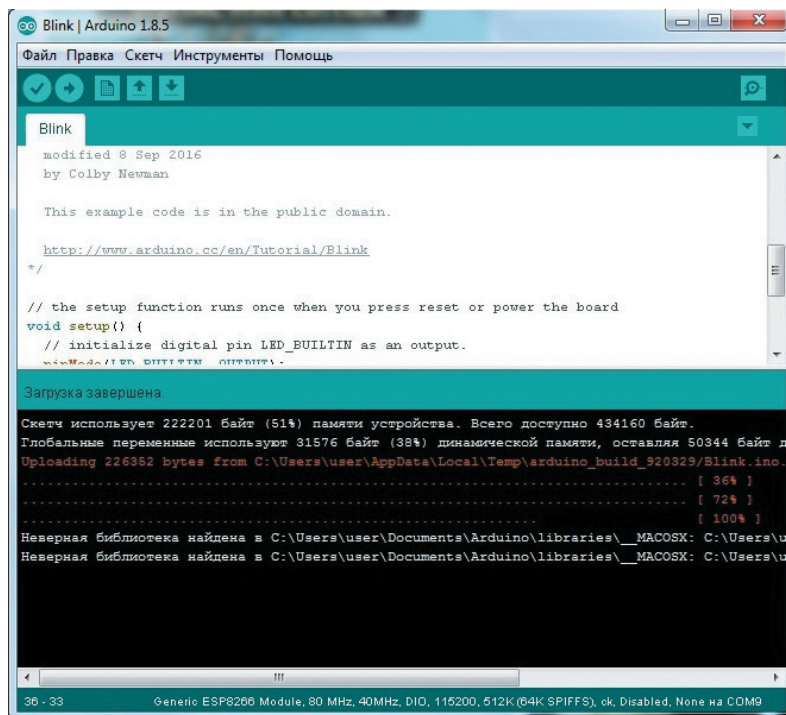 Blink | Arduino 1.8.5
Файл Правка Скетч Инструменты Помощь
Blink
modified 8 Sep 2016
by Colby Newman
This example code is in the public domain.
http://www.arduino.cc/en/Tutorial/Blink
*/
// the setup function runs once when you press reset or power the board
void setup() {
// initialize digital pin LED_BUILTIN as an output.
pinMode(LED_BUILTIN, OUTPUT);
Загрузка завершена.
Скетч использует 222201 байт (51%) памяти устройства. Всего доступно 434160 байт.
Глобальные переменные используют 31576 байт (38%) динамической памяти, оставляя 50344 байт д
Uploading 226352 bytes from C:\Users\user\AppData\Local\Temp\arduino_build_920329/Blink.ino.
................................................................................ [ 36% ]
................................................................................ [ 72% ]
.............................................................. [ 100% ]
Неверная библиотека найдена в C:\Users\user\Documents\Arduino\libraries\__MACOSX: C:\Users\u
Неверная библиотека найдена в C:\Users\user\Documents\Arduino\libraries\__MACOSX: C:\Users\u
36 - 33 Generic ESP8266 Module, 80 MHz, 40MHz, DIO, 115200, 512K (64K SPIFFS), ck, Disabled, None на COM9